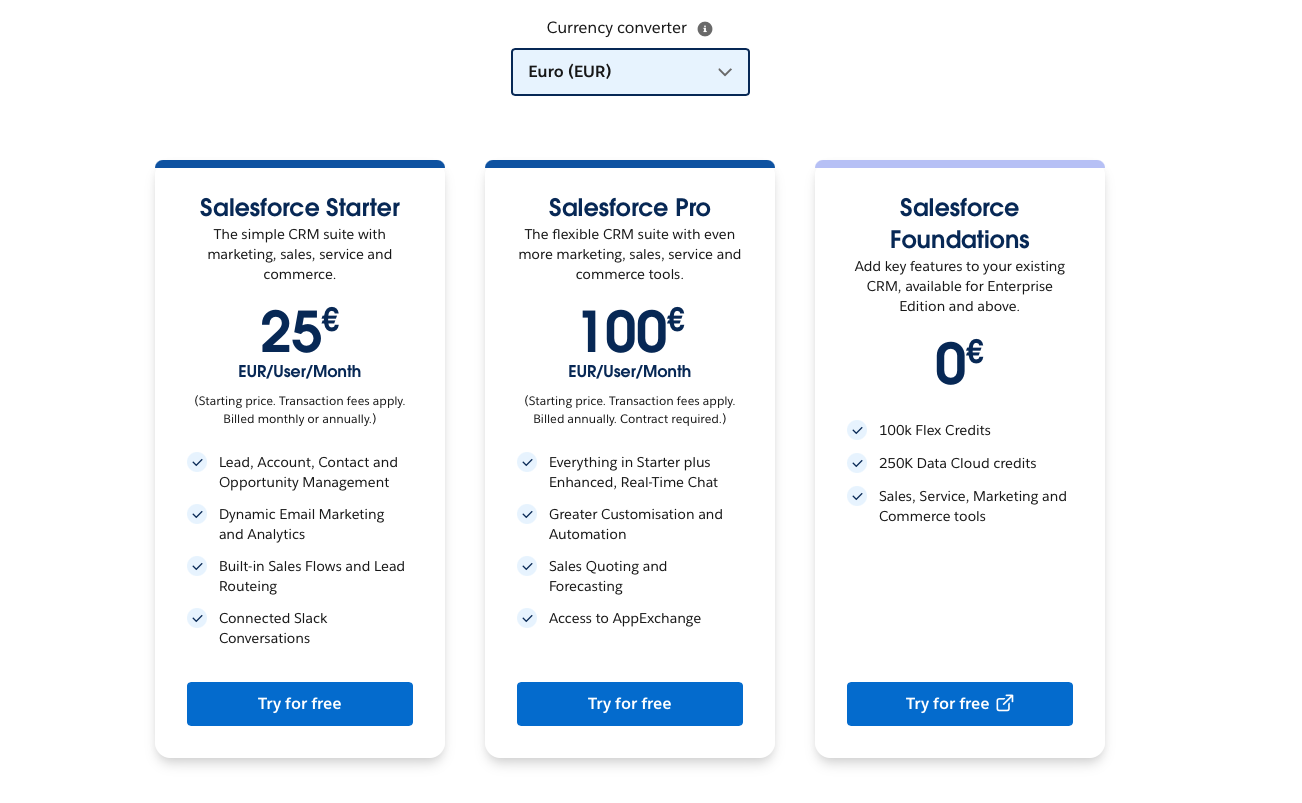 Currency converter
Euro (EUR)
Salesforce Starter
The simple CRM suite with
marketing, sales, service and
commerce.
25€
EUR/User/Month
(Starting price. Transaction fees apply.
Billed monthly or annually.)
Lead, Account, Contact and
Opportunity Management
Dynamic Email Marketing
and Analytics
Built-in Sales Flows and Lead
Routeing
Connected Slack
Conversations
Try for free
Salesforce Pro
The flexible CRM suite with even
more marketing, sales, service and
commerce tools.
100€
EUR/User/Month
(Starting price. Transaction fees apply.
Billed annually. Contract required.)
Everything in Starter plus
Enhanced, Real-Time Chat
Greater Customisation and
Automation
Sales Quoting and
Forecasting
Access to AppExchange
Try for free
Salesforce
Foundations
Add key features to your existing
CRM, available for Enterprise
Edition and above.
0€
100k Flex Credits
250K Data Cloud credits
Sales, Service, Marketing and
Commerce tools
Try for free